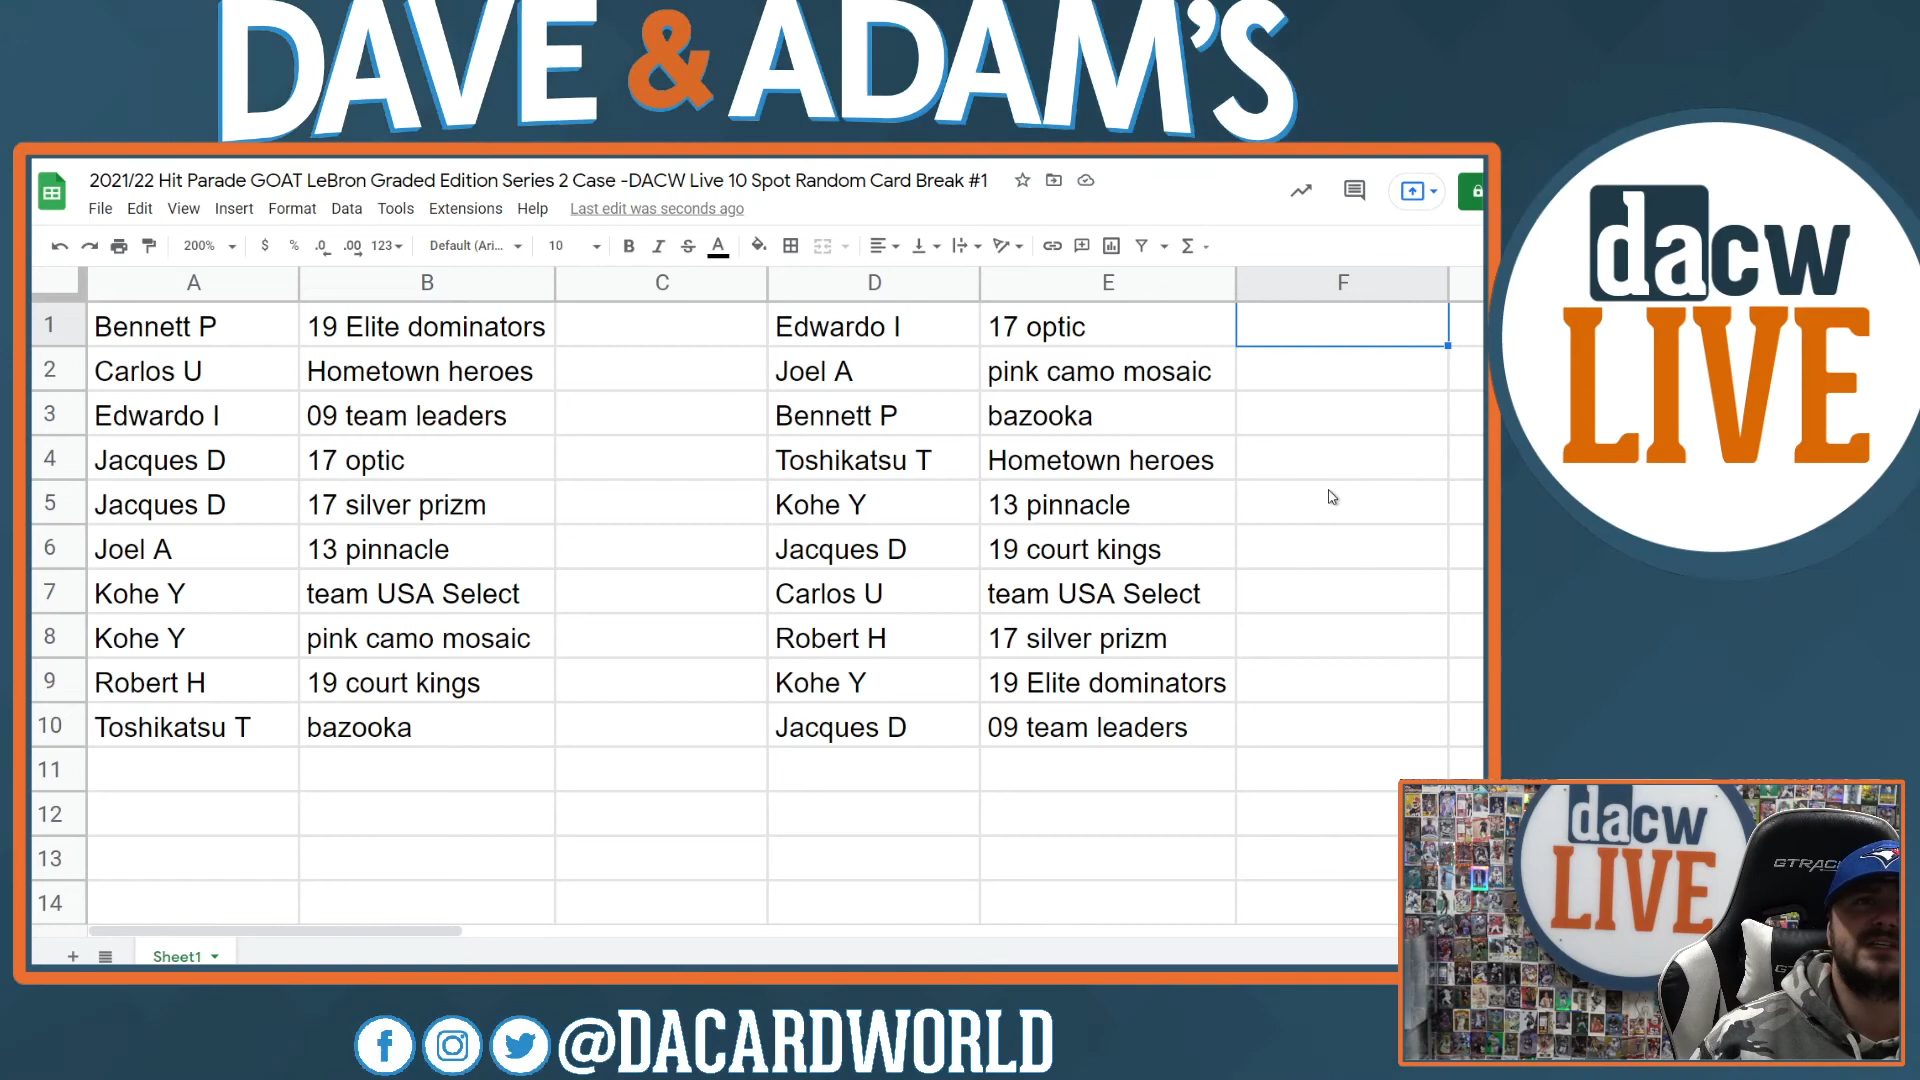 DAVE & ADAM'S
2021/22 Hit Parade GOAT LeBron Graded Edition Series 2 Case -DACW Live 10 Spot Random Card Break #1
File Edit View Insert Format Data Tools Extensions Help Last edit was seconds ago
200% $ % .0 .00 123 Default (Ari... 10 B I S A
A B C D E F
1 Bennett P 19 Elite dominators Edwardo I 17 optic
2 Carlos U Hometown heroes Joel A pink camo mosaic
3 Edwardo I 09 team leaders Bennett P bazooka
4 Jacques D 17 optic Toshikatsu T Hometown heroes
5 Jacques D 17 silver prizm Kohe Y 13 pinnacle
6 Joel A 13 pinnacle Jacques D 19 court kings
7 Kohe Y team USA Select Carlos U team USA Select
8 Kohe Y pink camo mosaic Robert H 17 silver prizm
9 Robert H 19 court kings Kohe Y 19 Elite dominators
10 Toshikatsu T bazooka Jacques D 09 team leaders
11
12
13
14
Sheet1
dacw
LIVE
dacw
LIVE
@DACARDWORLD